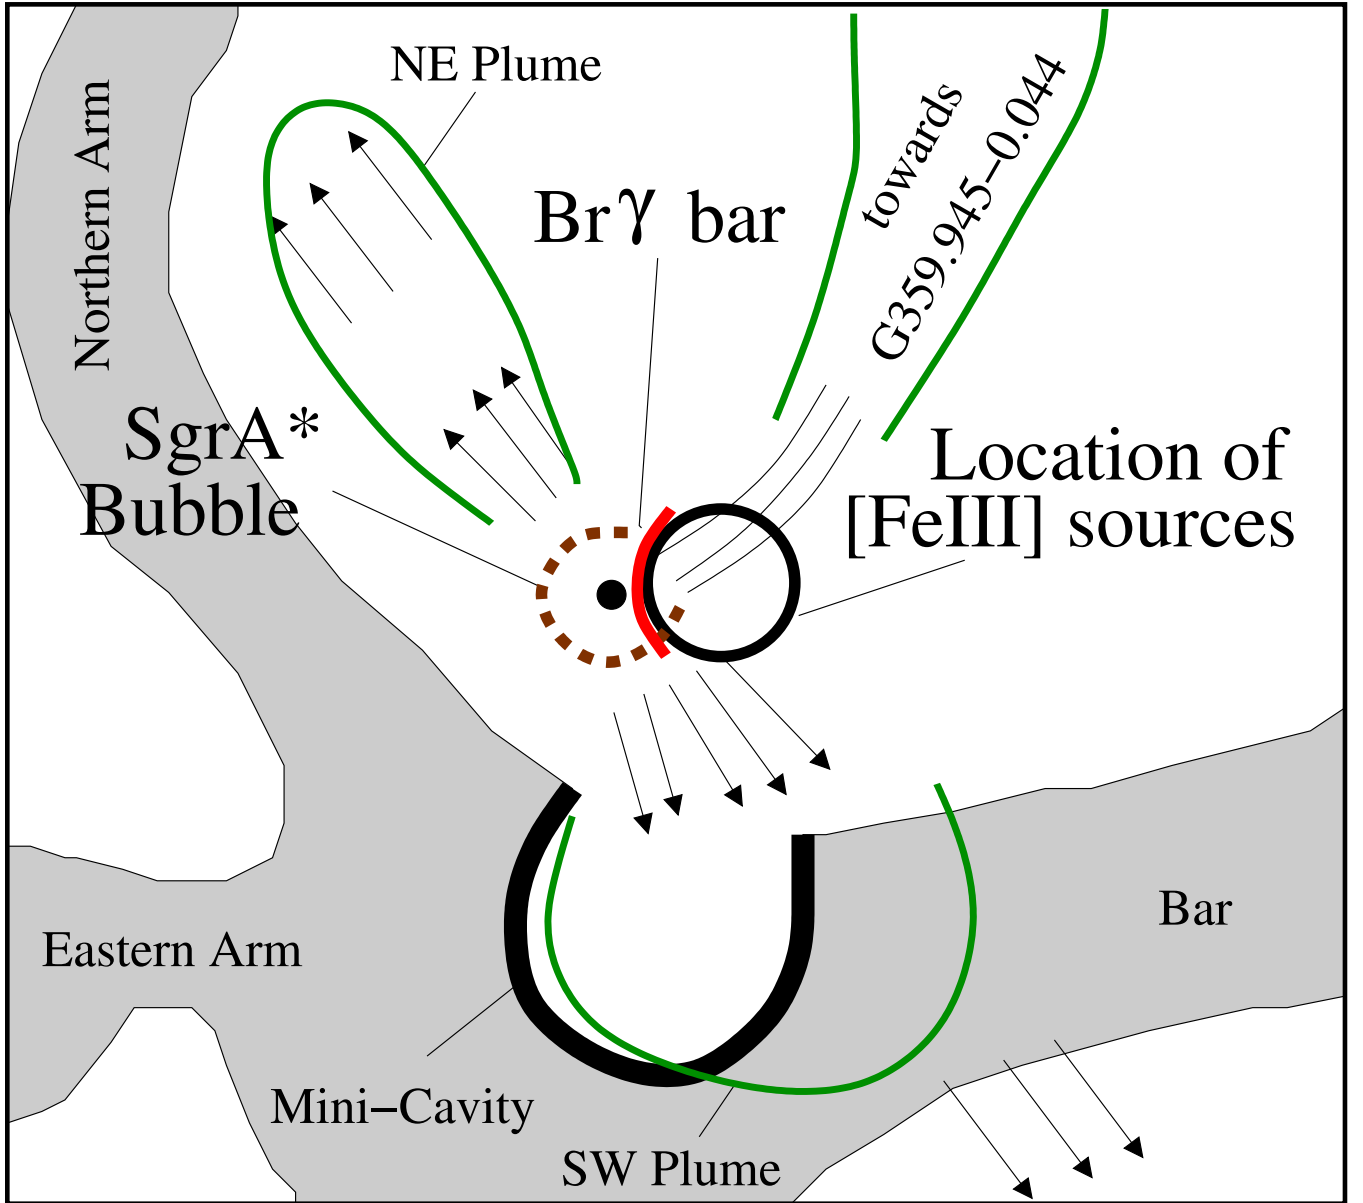 NE Plume
towards
G359.945−0.044
Northern Arm
Br γ bar
SgrA*
Bubble
Location of
[FeIII] sources
Bar
Eastern Arm
Mini−Cavity
SW Plume